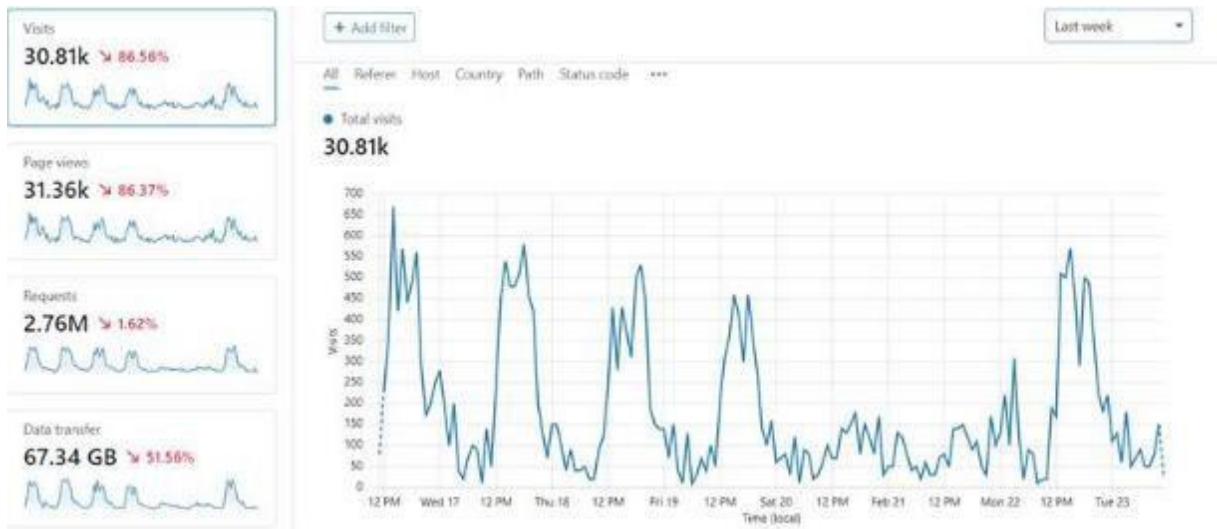 Visits
30.81k ↘ 86.56%
Page views
31.36k ↘ 86.37%
Requests
2.76M ↘ 1.62%
Data transfer
67.34 GB ↘ 51.56%
+ Add filter
Last week
All Referer Host Country Path Status code •••
Total visits
30.81k
700
650
600
550
500
450
400
350
300
250
200
150
100
50
0
Visits
12 PM Wed 17 12 PM Thu 18 12 PM Fri 19 12 PM Sat 20 12 PM Feb 21 12 PM Mon 22 12 PM Tue 23
Time (local)